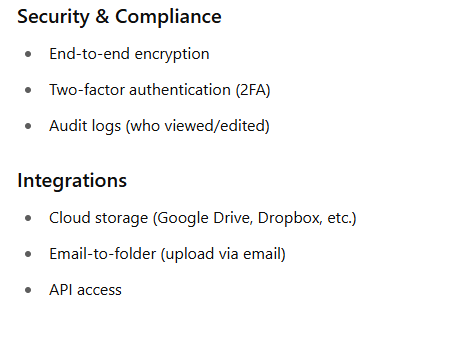 Security & Compliance
End-to-end encryption
Two-factor authentication (2FA)
Audit logs (who viewed/edited)
Integrations
Cloud storage (Google Drive, Dropbox, etc.)
Email-to-folder (upload via email)
API access